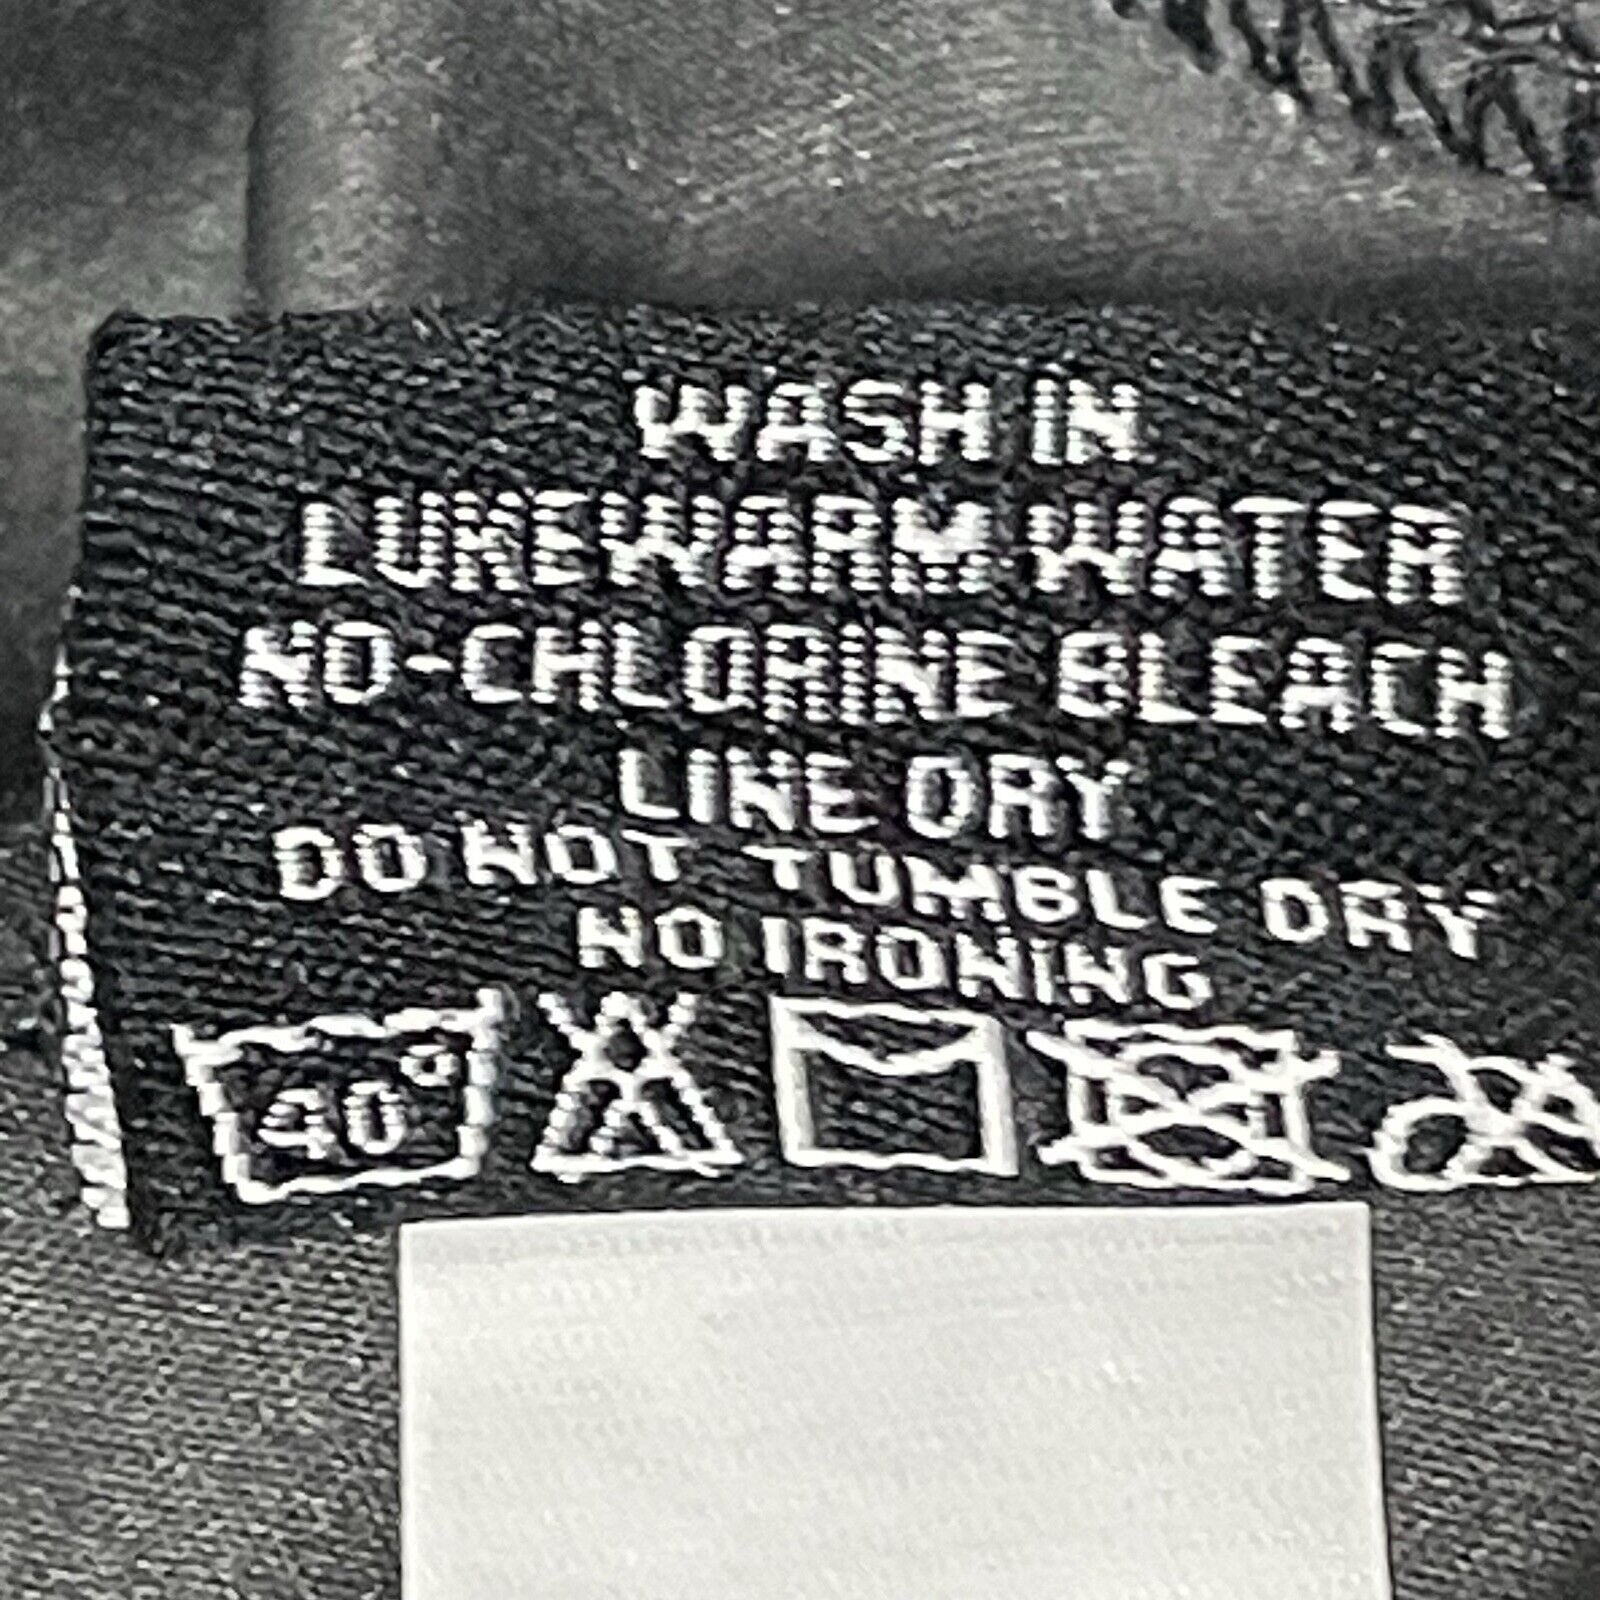 WASH IN
LUKEWARM WATER
NO-CHLORINE BLEACH
LINE DRY
DO NOT TUMBLE DRY
NO IRONING
40°